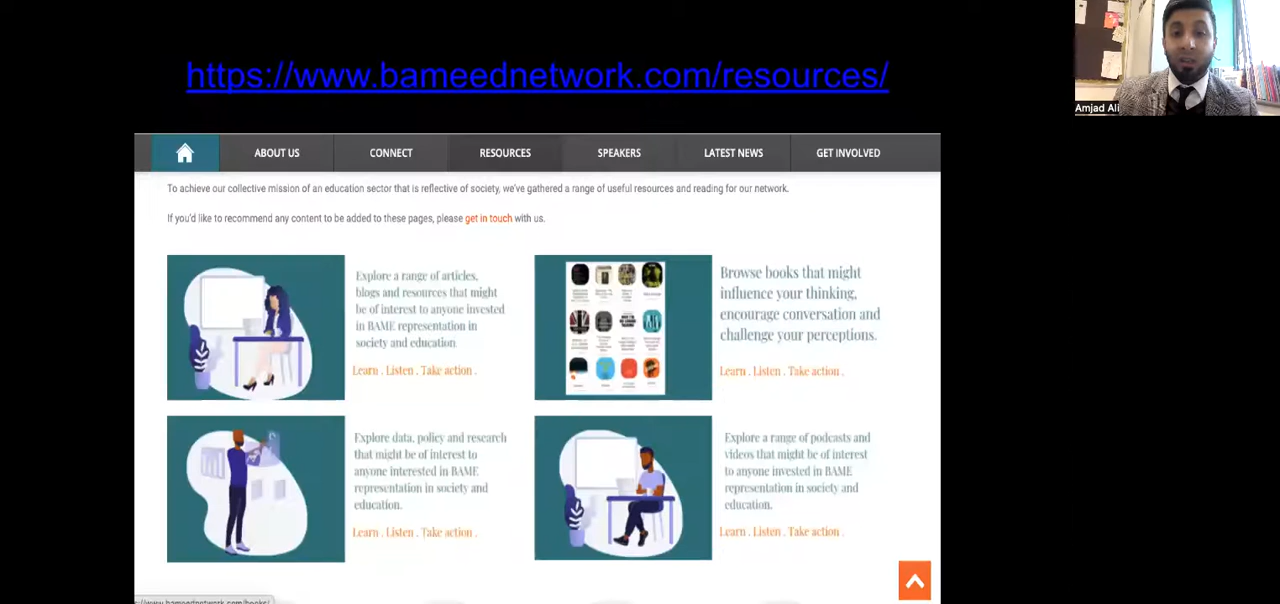 https://www.bameednetwork.com/resources/
Amjad Ali
ABOUT US
CONNECT
RESOURCES
SPEAKERS
LATEST NEWS
GET INVOLVED
To achieve our collective mission of an education sector that is reflective of society, we've gathered a range of useful resources and reading for our network.
If you'd like to recommend any content to be added to these pages, please get in touch with us.
Explore a range of articles,
blogs and resources that might
be of interest to anyone invested
in BAME representation in
society and education.
Learn . Listen . Take action .
Browse books that might
influence your thinking,
encourage conversation and
challenge your perceptions.
Learn . Listen . Take action .
Explore data, policy and research
that might be of interest to
anyone interested in BAME
representation in society and
education.
Learn . Listen . Take action .
Explore a range of podcasts and
videos that might be of interest
to anyone invested in BAME
representation in society and
education.
Learn . Listen . Take action .
s://www.bameednetwork.com/books/